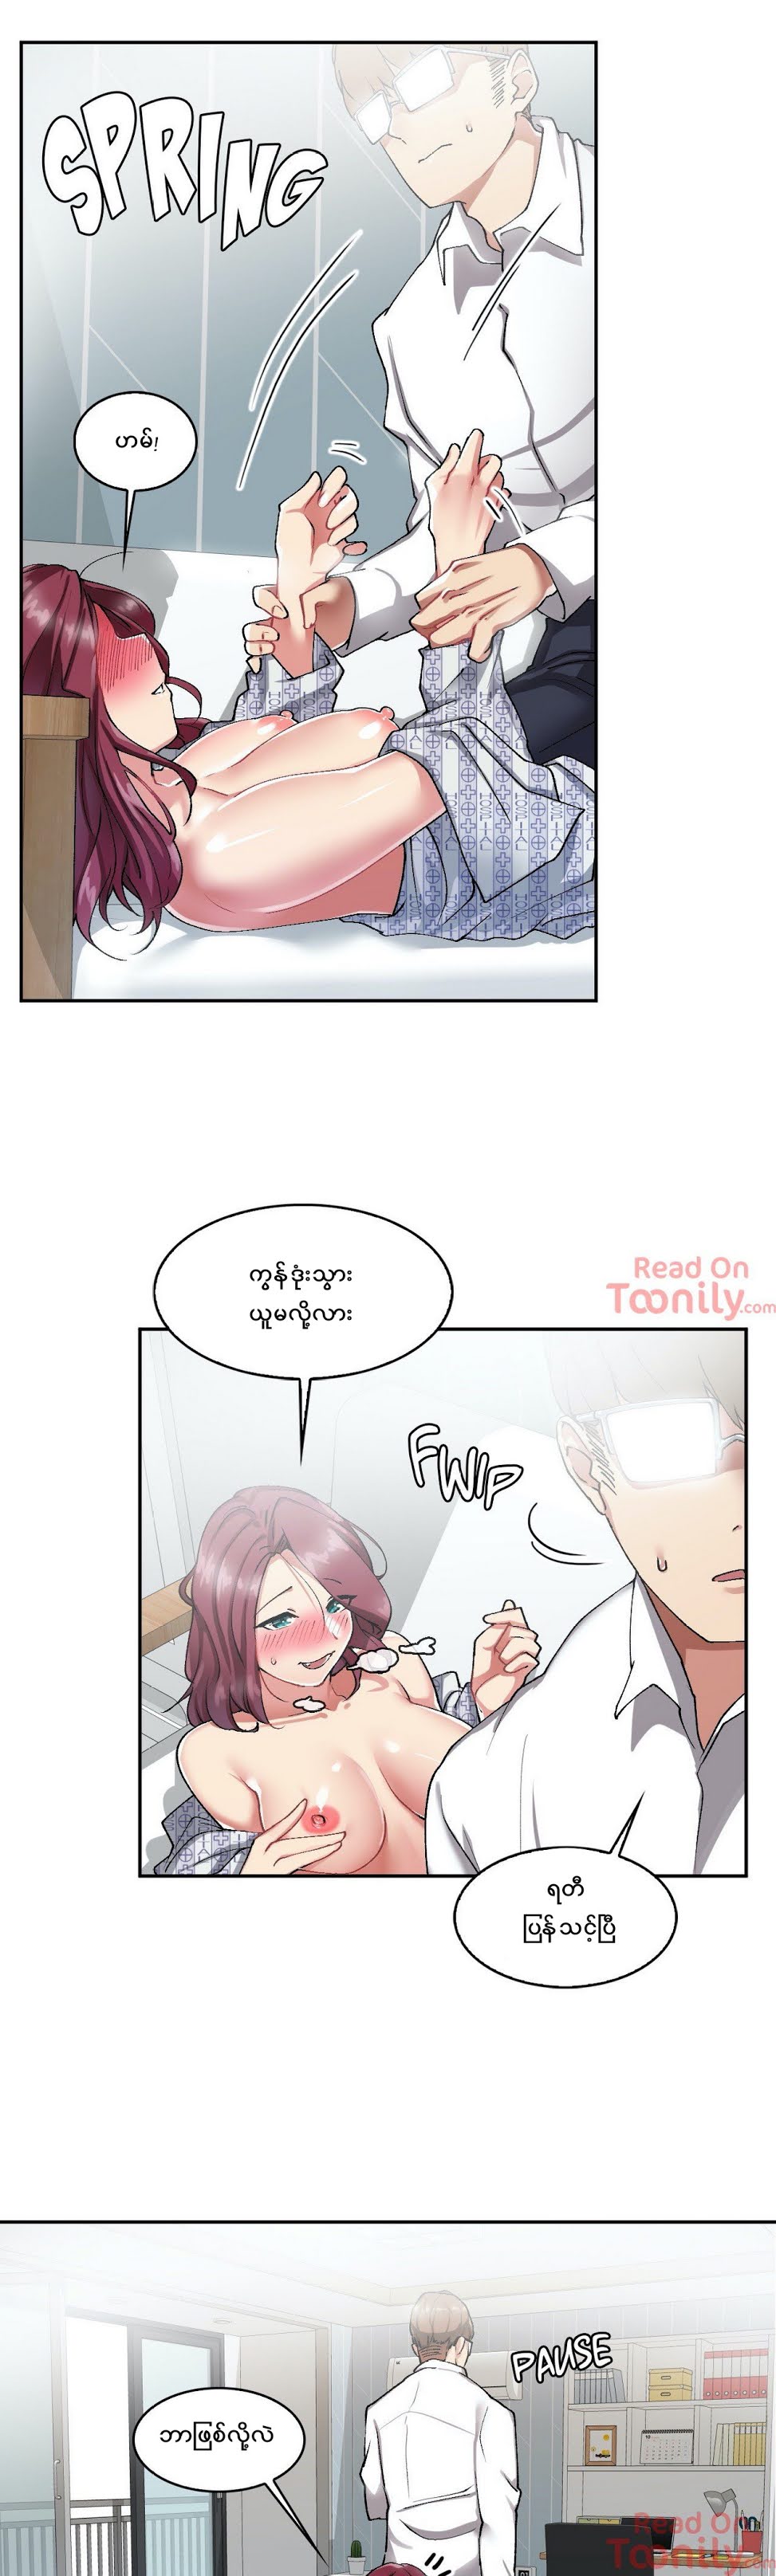 SPRING
ဟမ်!
ကွန်ဒုံးသွား
ယူမလို့လား
Read On
Toonily.com
FWIP
ရတီ
ပြန်သင့်ပြီ
PAUSE
ဘာဖြစ်လို့လဲ
Read On
Toonily.com